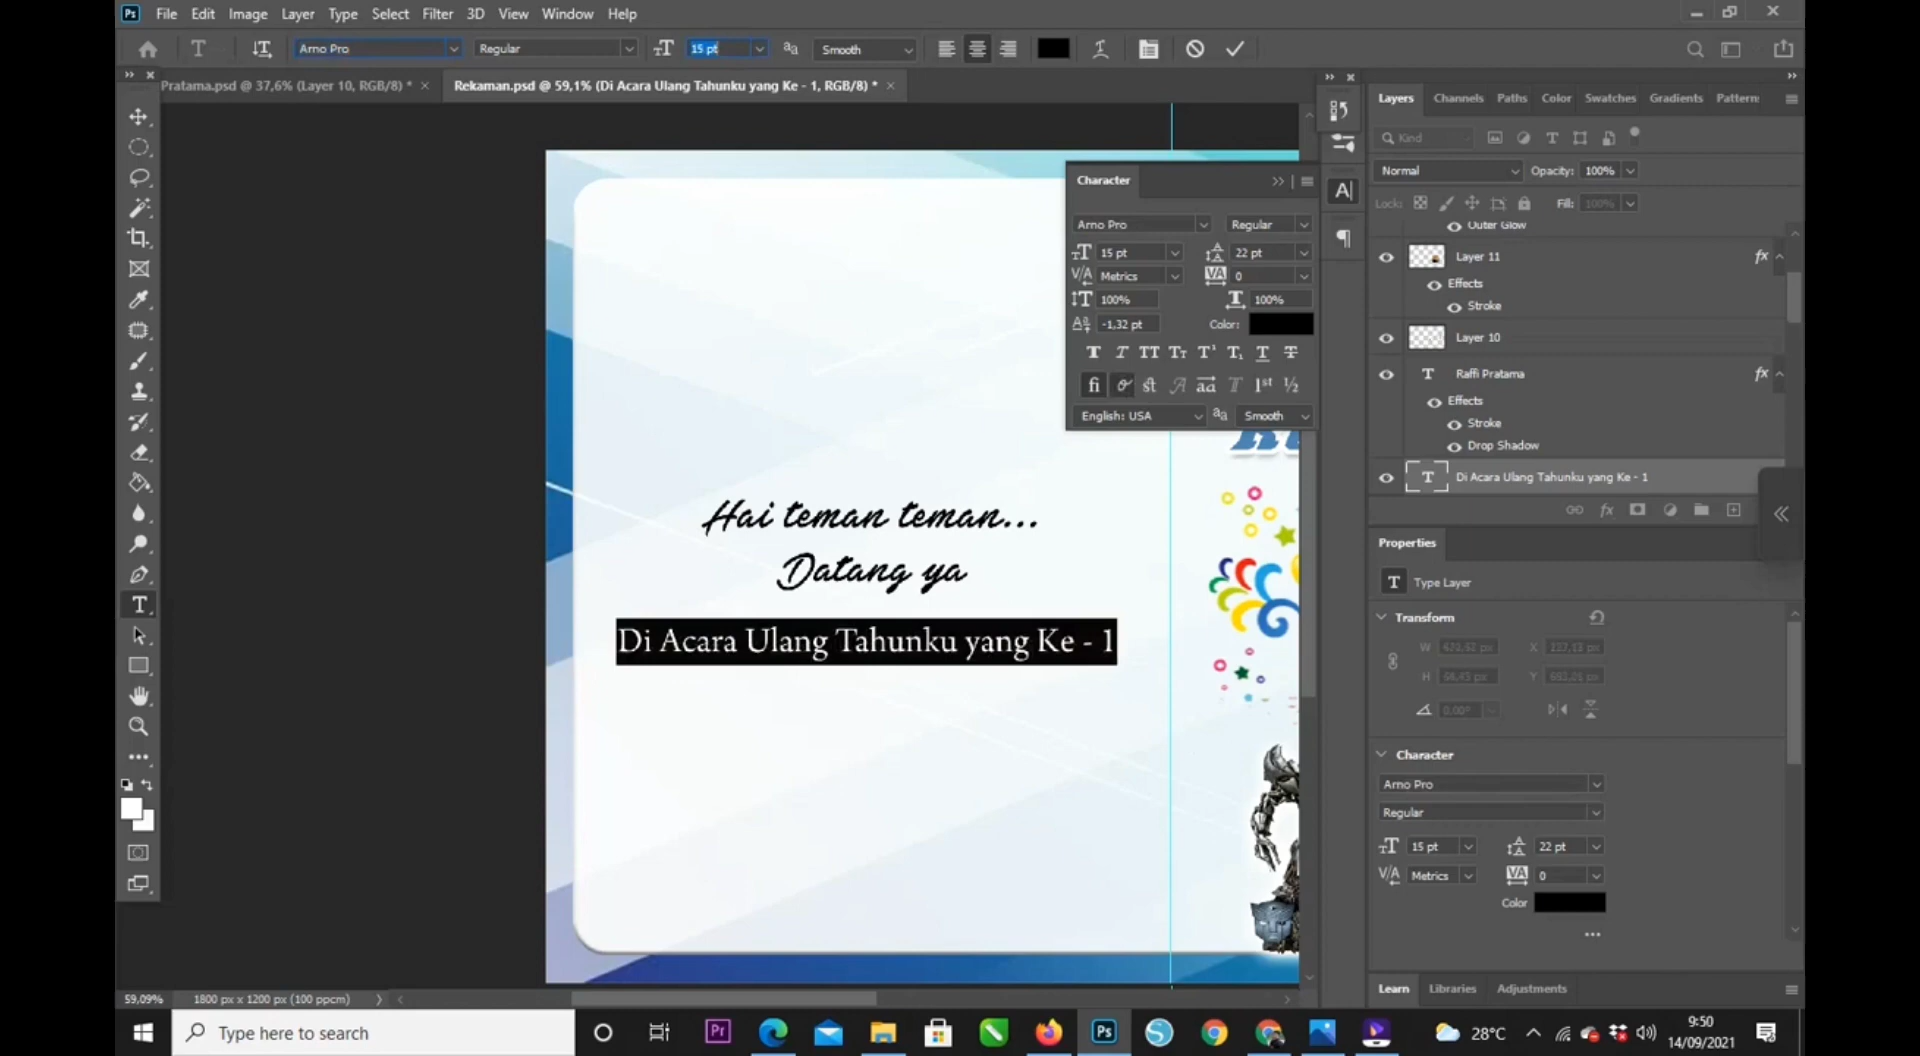 Ps File Edit Image Layer Type Select Filter 3D View Window Help
Arno Pro Regular 15 pt Smooth
Pratama.psd @ 37,6% (Layer 10, RGB/8) * Rekaman.psd @ 59,1% (Di Acara Ulang Tahunku yang Ke - 1, RGB/8) *
Hai teman teman...
Datang ya
Di Acara Ulang Tahunku yang Ke - 1
Character
Arno Pro Regular
15 pt 22 pt
Metrics 0
100% 100%
-1,32 pt Color:
English: USA Smooth
Layers Channels Paths Color Swatches Gradients Pattern
Kind
Normal Opacity: 100%
Lock: Fill: 100%
Outer Glow
Layer 11 fx
Effects
Stroke
Layer 10
Raffi Pratama fx
Effects
Stroke
Drop Shadow
Di Acara Ulang Tahunku yang Ke - 1
Properties
Type Layer
Transform
W X
H Y
0,00°
Character
Arno Pro
Regular
15 pt 22 pt
Metrics 0
Color
Learn Libraries Adjustments
59,09% 1800 px x 1200 px (100 ppcm)
Type here to search
Pr Ps
28°C
9:50
14/09/2021